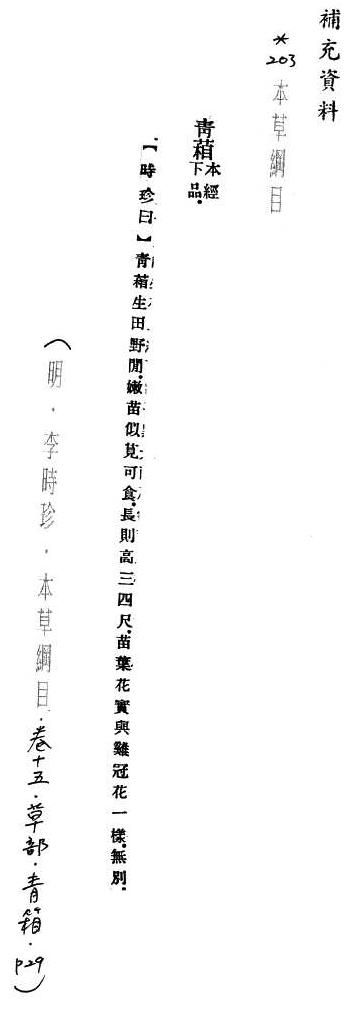 補充資料
*203 本草綱目
青葙 本經下品.
【時珍曰】青葙生田野間.嫩苗似莧可食.長則高三四尺.苗葉花實與雞冠花一樣.無別.
(明.李時珍.本草綱目.卷十五.草部.青箱.P29)